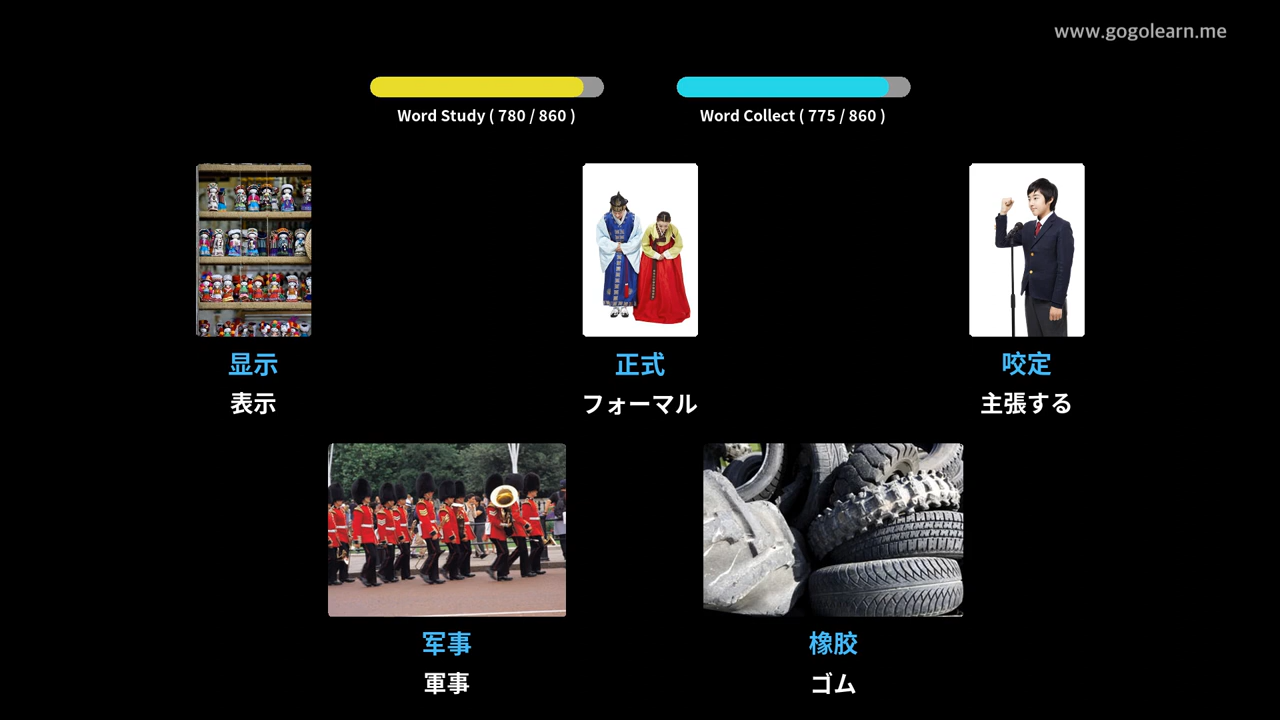 www.gogolearn.me
Word Study ( 780 / 860 )
Word Collect ( 775 / 860 )
显示
表示
正式
フォーマル
咬定
主張する
军事
軍事
橡胶
ゴム